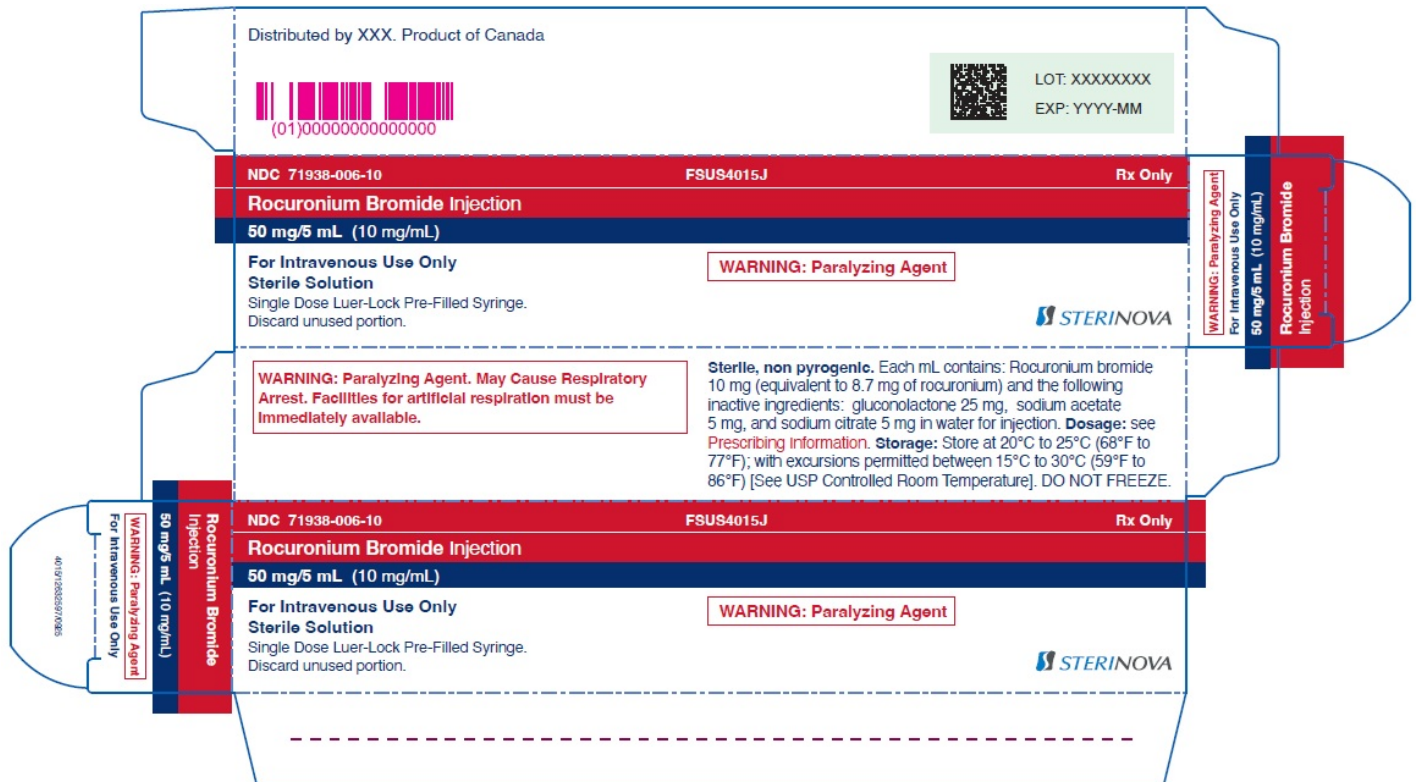 Distributed by XXX. Product of Canada
(01)00000000000000
LOT: XXXXXXXX
EXP: YYYY-MM
NDC 71938-006-10 FSUS4015J Rx Only
Rocuronium Bromide Injection
50 mg/5 mL (10 mg/mL)
For Intravenous Use Only
Sterile Solution
Single Dose Luer-Lock Pre-Filled Syringe.
Discard unused portion.
WARNING: Paralyzing Agent
STERINOVA
WARNING: Paralyzing Agent
For Intravenous Use Only
50 mg/5 mL (10 mg/mL)
Rocuronium Bromide
Injection
WARNING: Paralyzing Agent. May Cause Respiratory
Arrest. Facilities for artificial respiration must be
immediately available.
Sterile, non pyrogenic. Each mL contains: Rocuronium bromide
10 mg (equivalent to 8.7 mg of rocuronium) and the following
inactive ingredients: gluconolactone 25 mg, sodium acetate
5 mg, and sodium citrate 5 mg in water for injection. Dosage: see
Prescribing Information. Storage: Store at 20°C to 25°C (68°F to
77°F); with excursions permitted between 15°C to 30°C (59°F to
86°F) [See USP Controlled Room Temperature]. DO NOT FREEZE.
Rocuronium Bromide
Injection
50 mg/5 mL (10 mg/mL)
WARNING: Paralyzing Agent
For Intravenous Use Only
NDC 71938-006-10 FSUS4015J Rx Only
Rocuronium Bromide Injection
50 mg/5 mL (10 mg/mL)
For Intravenous Use Only
Sterile Solution
Single Dose Luer-Lock Pre-Filled Syringe.
Discard unused portion.
WARNING: Paralyzing Agent
STERINOVA